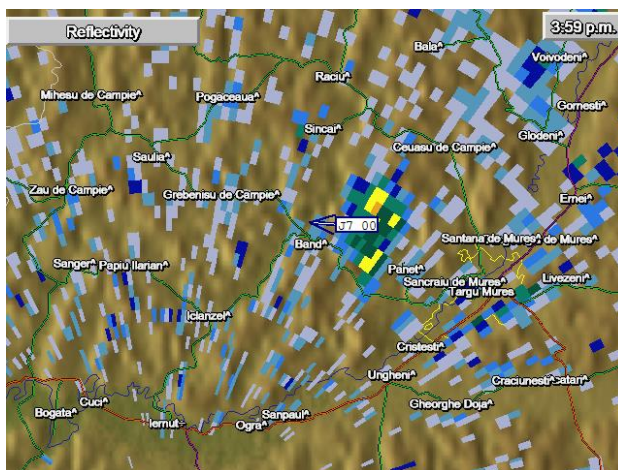 Reflectivity
3:59 p.m.
Bala^
Voivodeni^
Raciu^
Mihesu de Campie^
Pogaceaua^
Gornesti^
Sincai^
Glodeni^
Saulia^
Ceuasu de Campie^
Zau de Campie^
Grebenisu de Campie^
Ernei^
J7 00
Band^
Santana de Mures^
de Mures^
Sanger^
Papiu Ilarian^
Panet^
Sancraiu de Mures^
Livezeni^
Targu Mures
Iclanzel^
Cristesti^
Ungheni^
Craciunesti^
Bogata^
Cuci^
Iernut
Ogra^
Sanpaul^
Gheorghe Doja^